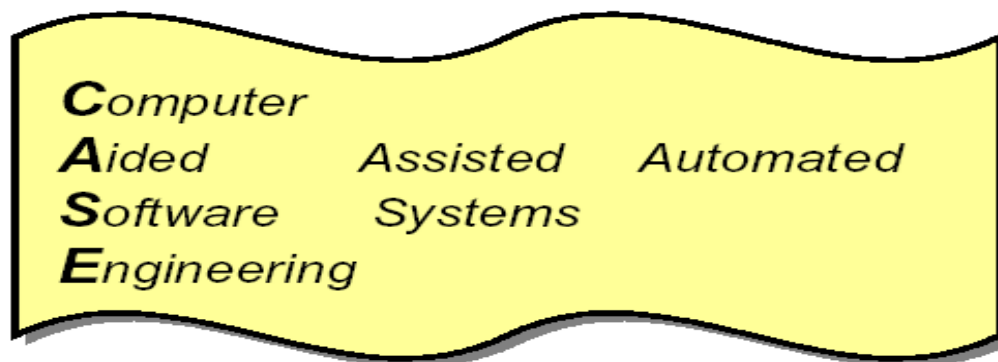 Computer
Aided Assisted Automated
Software Systems
Engineering